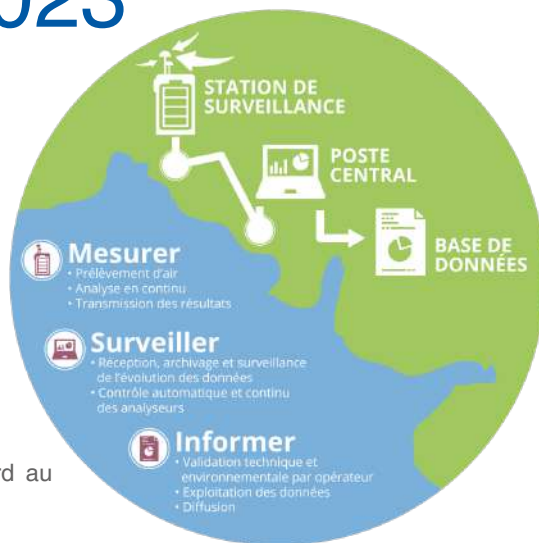 2023
STATION DE
SURVEILLANCE
POSTE
CENTRAL
BASE DE
DONNÉES
Mesurer
• Prélèvement d'air
• Analyse en continu
• Transmission des résultats
Surveiller
• Réception, archivage et surveillance
de l'évolution des données
• Contrôle automatique et continu
des analyseurs
Informer
• Validation technique et
environnementale par opérateur
• Exploitation des données
• Diffusion
au